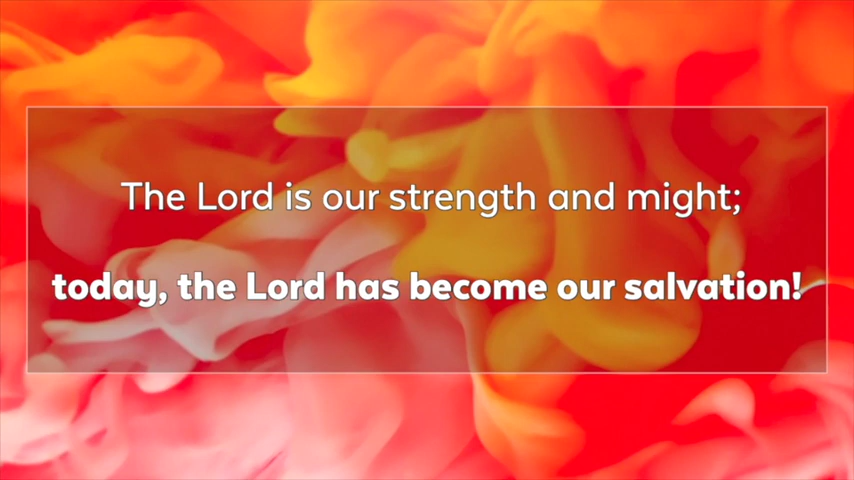 The Lord is our strength and might;
today, the Lord has become our salvation!